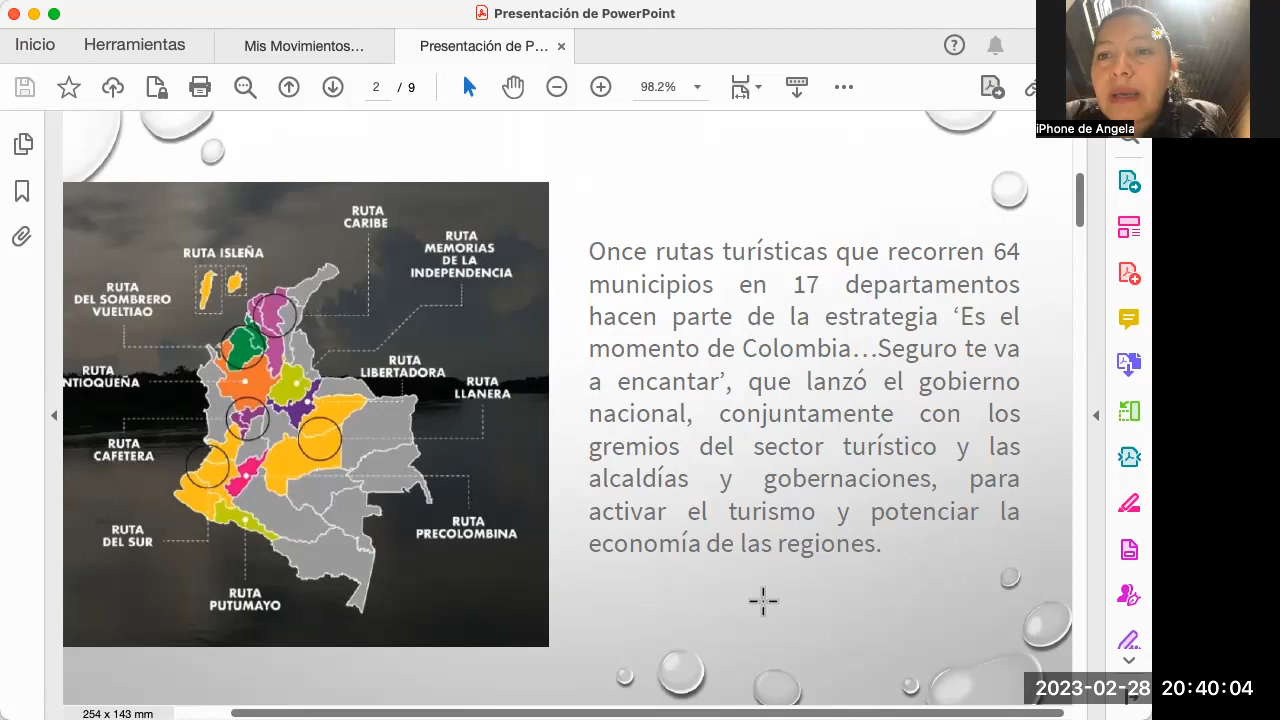 Presentación de PowerPoint
Inicio
Herramientas
Mis Movimientos...
Presentación de P...
2 / 9
98.2%
iPhone de Angela
RUTA
CARIBE
RUTA
MEMORIAS
DE LA
INDEPENDENCIA
RUTA ISLEÑA
RUTA
DEL SOMBRERO
VUELTIAO
RUTA
LIBERTADORA
RUTA
NTIOQUEÑA
RUTA
LLANERA
RUTA
CAFETERA
RUTA
DEL SUR
RUTA
PRECOLOMBINA
RUTA
PUTUMAYO
Once rutas turísticas que recorren 64
municipios en 17 departamentos
hacen parte de la estrategia ‘Es el
momento de Colombia...Seguro te va
a encantar’, que lanzó el gobierno
nacional, conjuntamente con los
gremios del sector turístico y las
alcaldías y gobernaciones, para
activar el turismo y potenciar la
economía de las regiones.
254 x 143 mm
2023-02-28 20:40:04